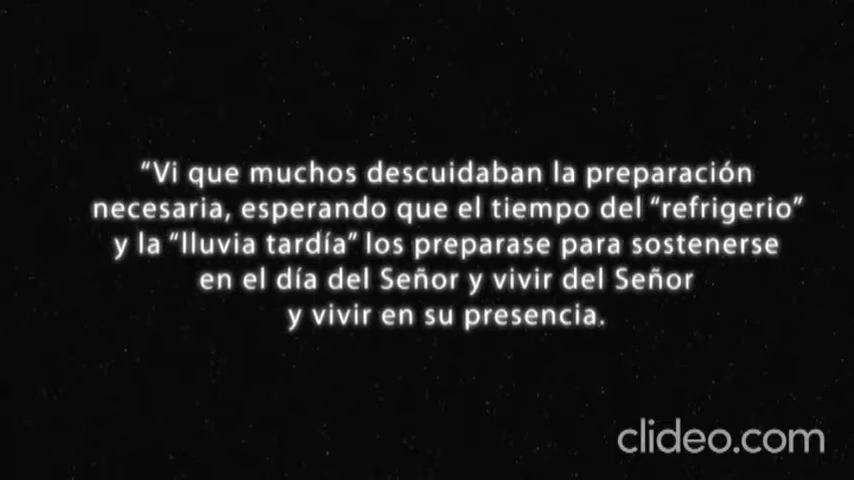 “Vi que muchos descuidaban la preparación
necesaria, esperando que el tiempo del “refrigerio”
y la “lluvia tardía” los preparase para sostenerse
en el día del Señor y vivir del Señor
y vivir en su presencia.
clideo.com